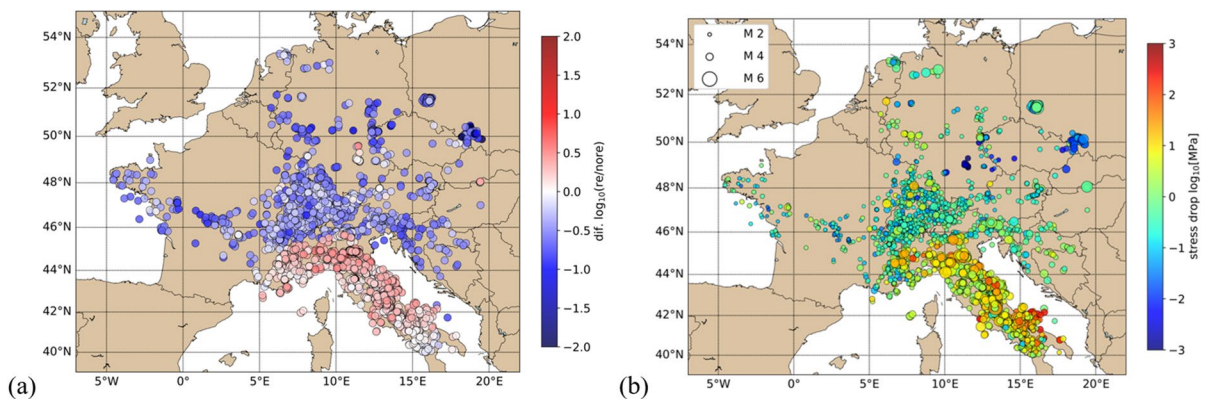 54°N
52°N
50°N
48°N
46°N
44°N
42°N
40°N
5°W 0° 5°E 10°E 15°E 20°E
2.0
1.5
1.0
0.5
0.0
−0.5
−1.0
−1.5
−2.0
dif. log10(re/nore)
(a)
M 2
M 4
M 6
54°N
52°N
50°N
48°N
46°N
44°N
42°N
40°N
5°W 0° 5°E 10°E 15°E 20°E
3
2
1
0
−1
−2
−3
stress drop log10[MPa]
(b)